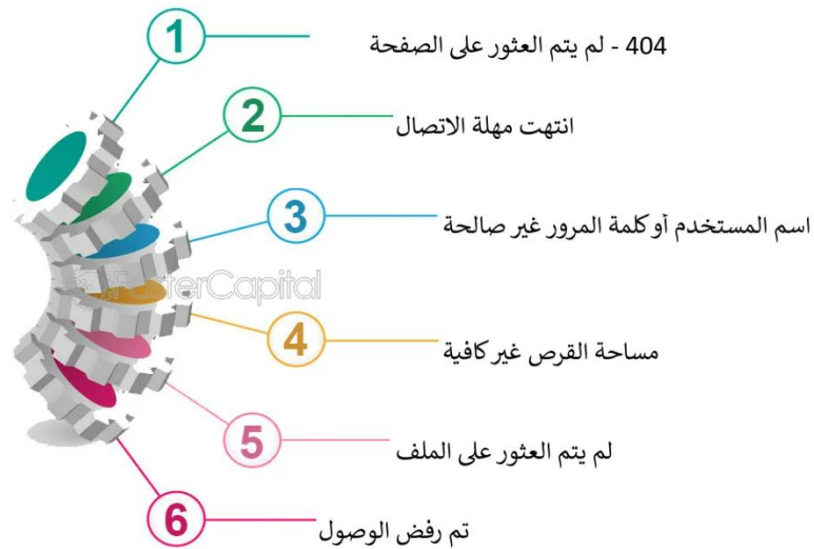 1
404 - لم يتم العثور على الصفحة
2
انتهت مهلة الاتصال
3
اسم المستخدم أو كلمة المرور غير صالحة
FasterCapital
4
مساحة القرص غير كافية
5
لم يتم العثور على الملف
6
تم رفض الوصول